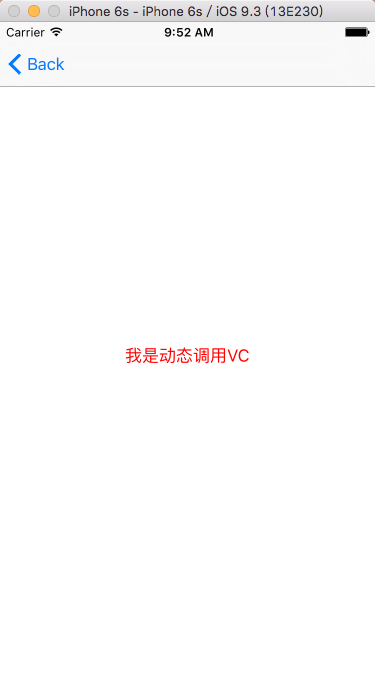 iPhone 6s - iPhone 6s / iOS 9.3 (13E230)
Carrier 9:52 AM
Back
我是动态调用VC